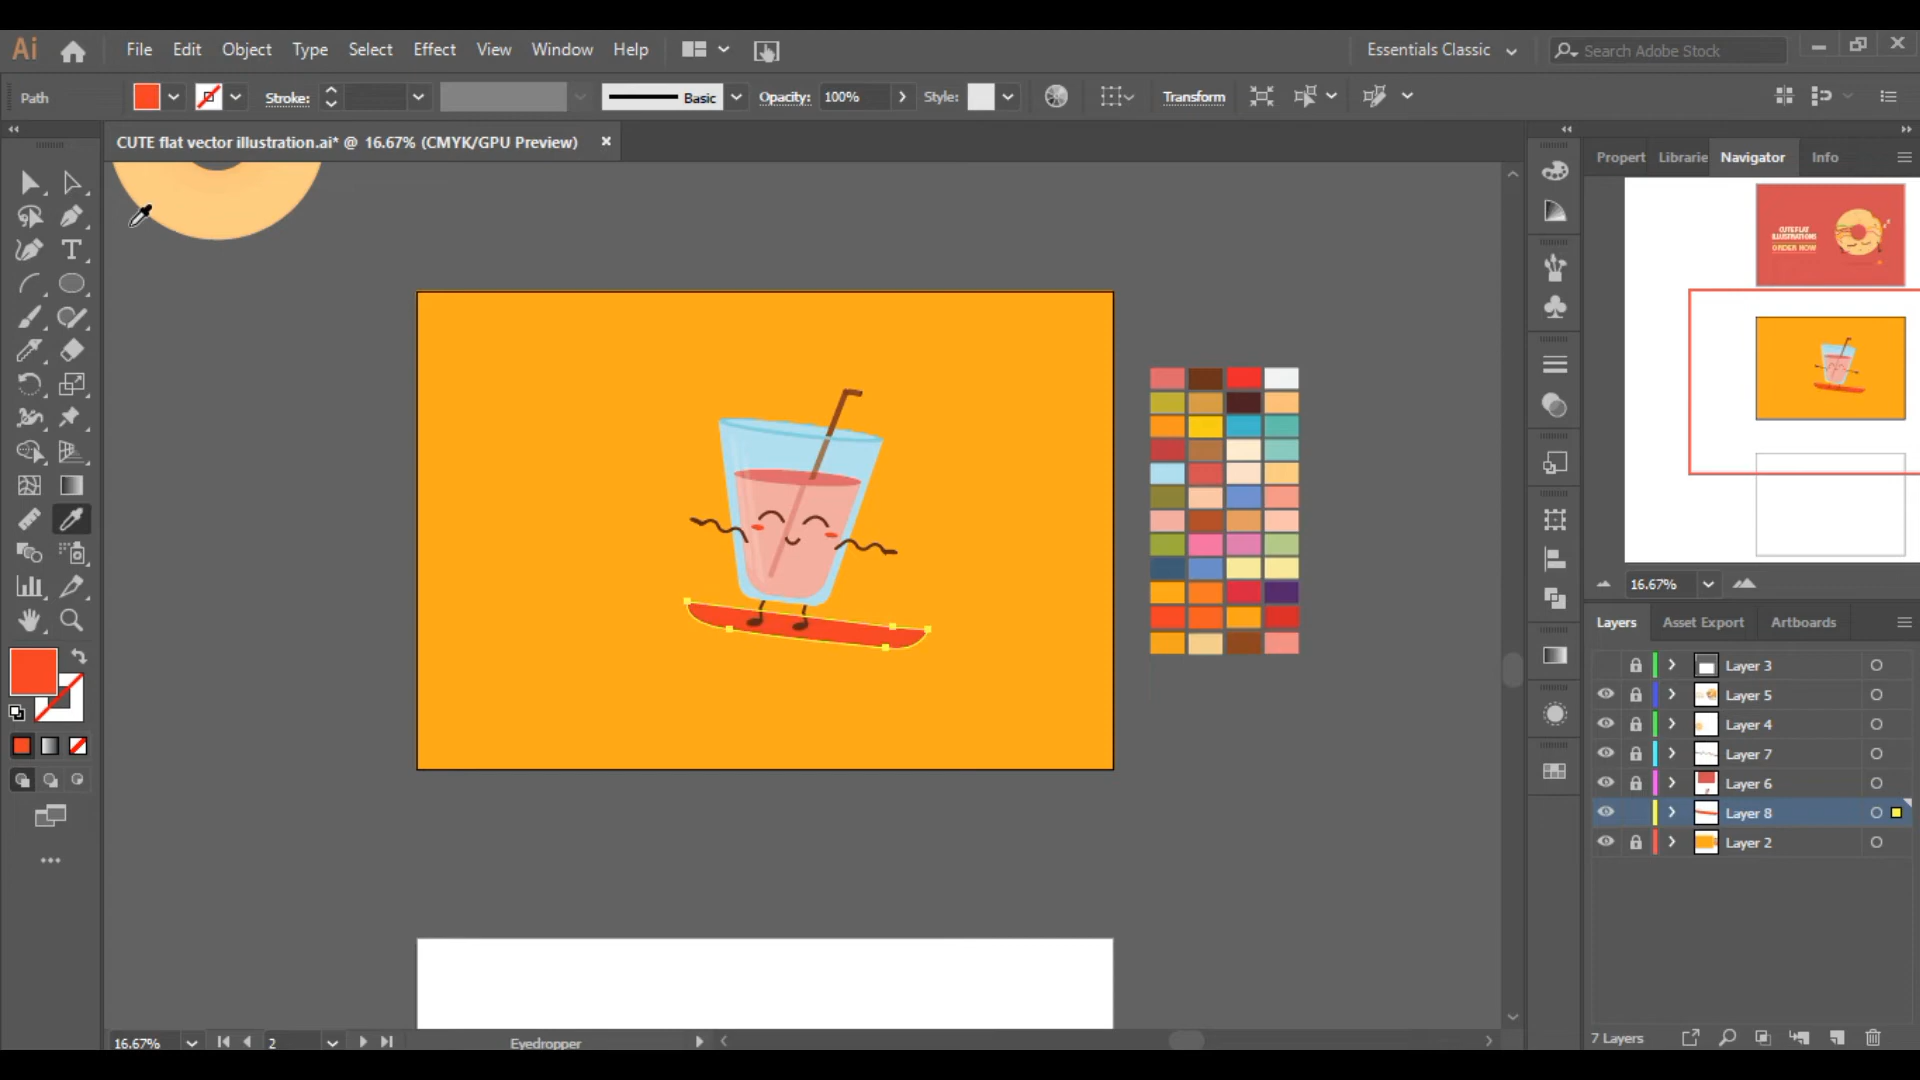 Ai File Edit Object Type Select Effect View Window Help Essentials Classic Search Adobe Stock
Path Stroke: Basic Opacity: 100% Style: Transform
CUTE flat vector illustration.ai* @ 16.67% (CMYK/GPU Preview)
Propert Librarie Navigator Info
CUTE FLAT
ILLUSTRATIONS
ORDER NOW
16.67%
Layers Asset Export Artboards
Layer 3
Layer 5
Layer 4
Layer 7
Layer 6
Layer 8
Layer 2
7 Layers
16.67% 2 Eyedropper